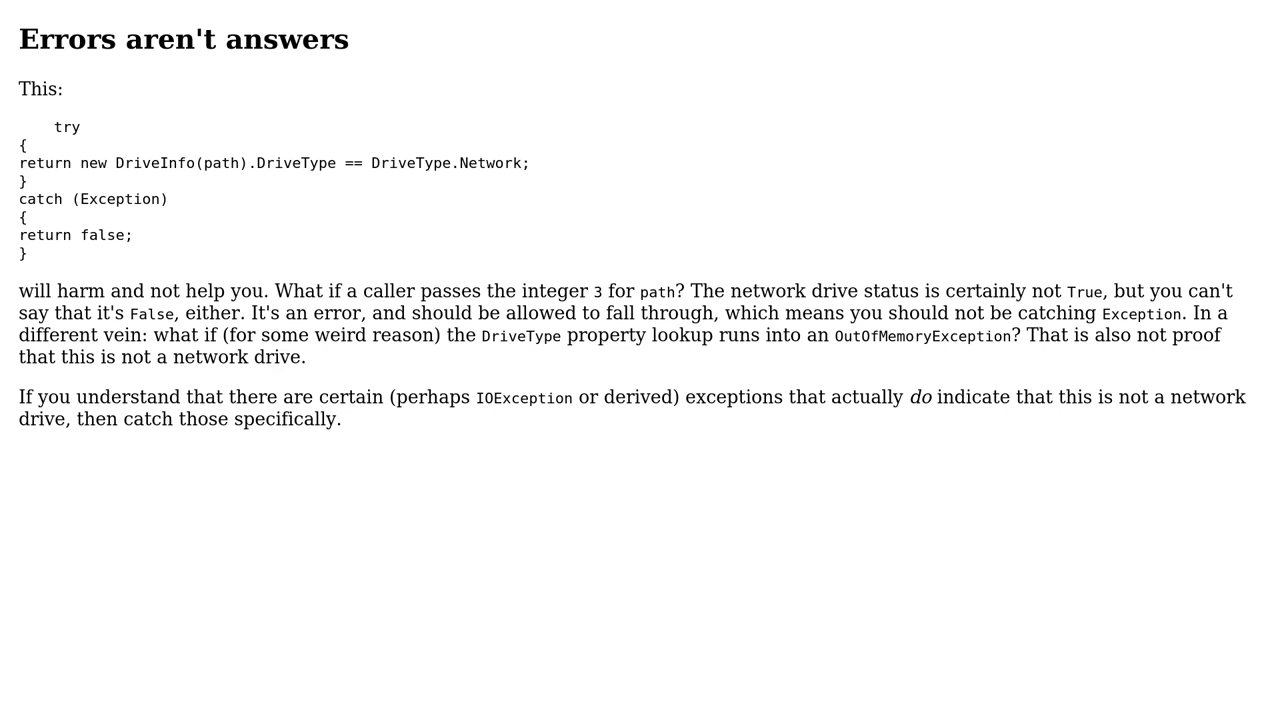 Errors aren't answers
This:
try
{
return new DriveInfo(path).DriveType == DriveType.Network;
}
catch (Exception)
{
return false;
}
will harm and not help you. What if a caller passes the integer 3 for path? The network drive status is certainly not True, but you can't
say that it's False, either. It's an error, and should be allowed to fall through, which means you should not be catching Exception. In a
different vein: what if (for some weird reason) the DriveType property lookup runs into an OutOfMemoryException? That is also not proof
that this is not a network drive.
If you understand that there are certain (perhaps IOException or derived) exceptions that actually do indicate that this is not a network
drive, then catch those specifically.